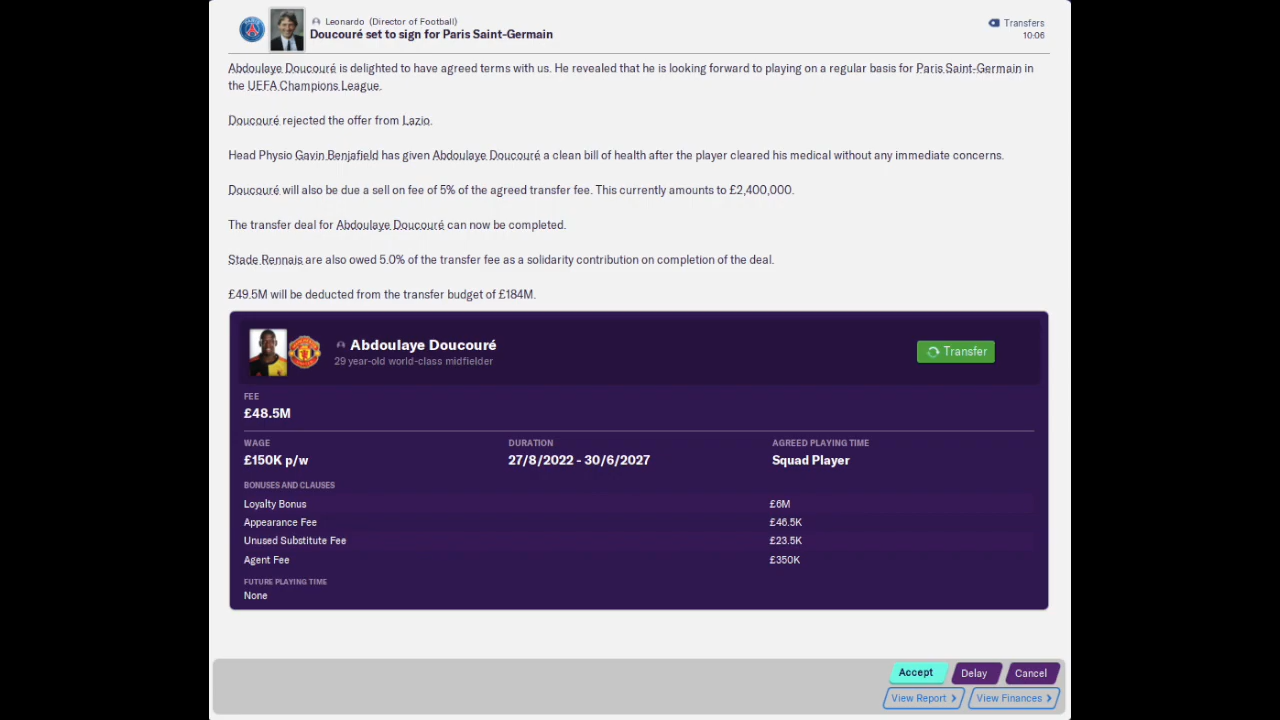 Leonardo (Director of Football)
Doucouré set to sign for Paris Saint-Germain
Transfers
10:06
Abdoulaye Doucouré is delighted to have agreed terms with us. He revealed that he is looking forward to playing on a regular basis for Paris Saint-Germain in
the UEFA Champions League.
Doucouré rejected the offer from Lazio.
Head Physio Gavin Benjafield has given Abdoulaye Doucouré a clean bill of health after the player cleared his medical without any immediate concerns.
Doucouré will also be due a sell on fee of 5% of the agreed transfer fee. This currently amounts to £2,400,000.
The transfer deal for Abdoulaye Doucouré can now be completed.
Stade Rennais are also owed 5.0% of the transfer fee as a solidarity contribution on completion of the deal.
£49.5M will be deducted from the transfer budget of £184M.
Abdoulaye Doucouré
29 year-old world-class midfielder
Transfer
FEE
£48.5M
WAGE DURATION AGREED PLAYING TIME
£150K p/w 27/8/2022 - 30/6/2027 Squad Player
BONUSES AND CLAUSES
Loyalty Bonus £6M
Appearance Fee £46.5K
Unused Substitute Fee £23.5K
Agent Fee £350K
FUTURE PLAYING TIME
None
Accept Delay Cancel
View Report View Finances